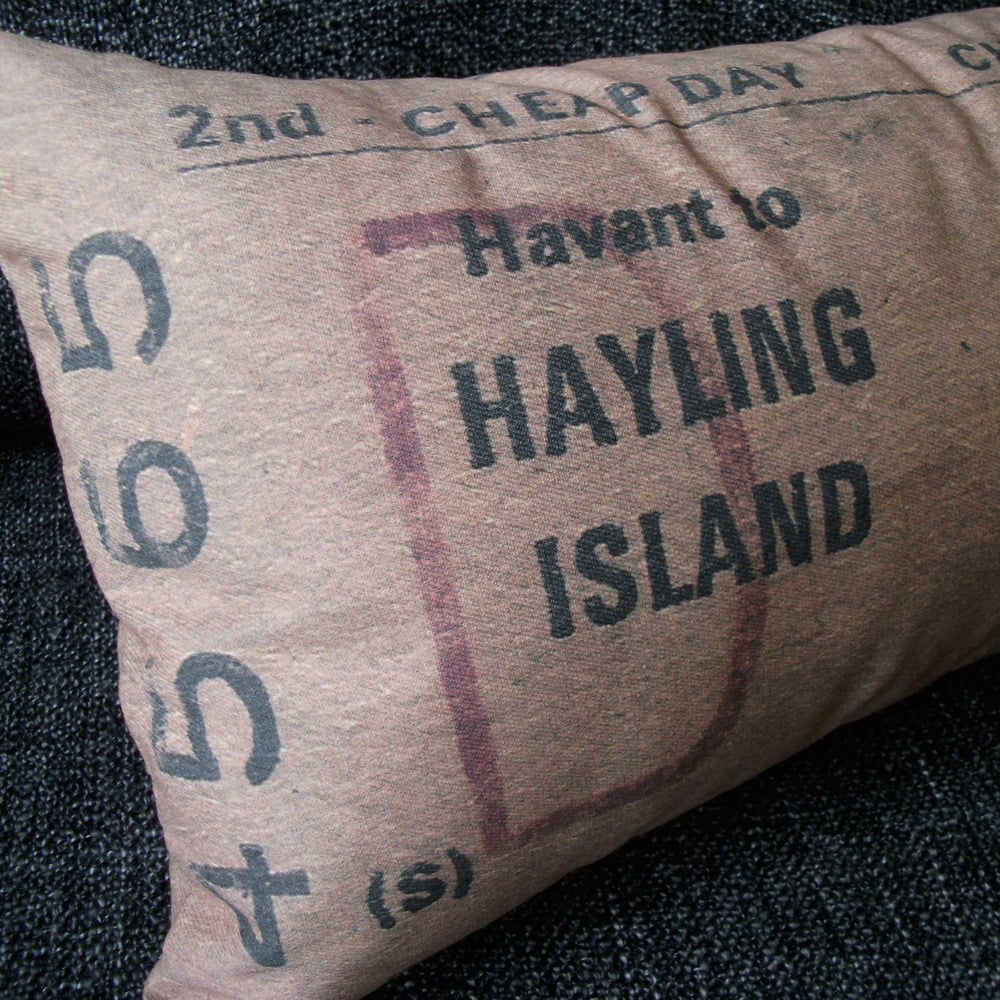 2nd - CHEAP DAY
Havant to
HAYLING
ISLAND
(S)
4565